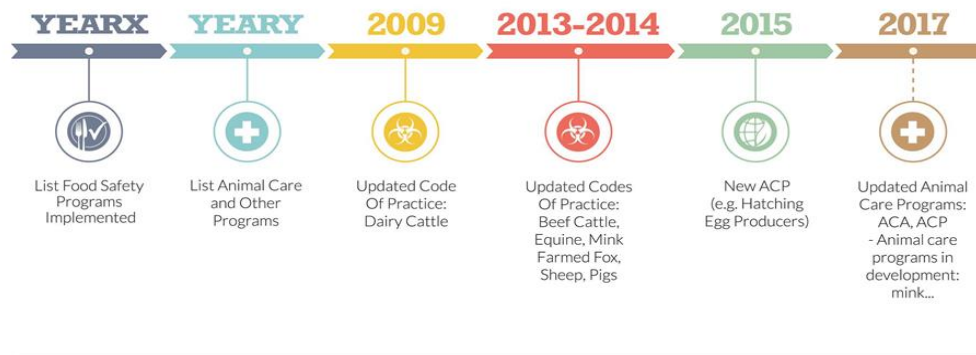 YEARX
YEARY
2009
2013-2014
2015
2017
List Food Safety
Programs
Implemented
List Animal Care
and Other
Programs
Updated Code
Of Practice:
Dairy Cattle
Updated Codes
Of Practice:
Beef Cattle,
Equine, Mink
Farmed Fox,
Sheep, Pigs
New ACP
(e.g. Hatching
Egg Producers)
Updated Animal
Care Programs:
ACA, ACP
- Animal care
programs in
development:
mink...